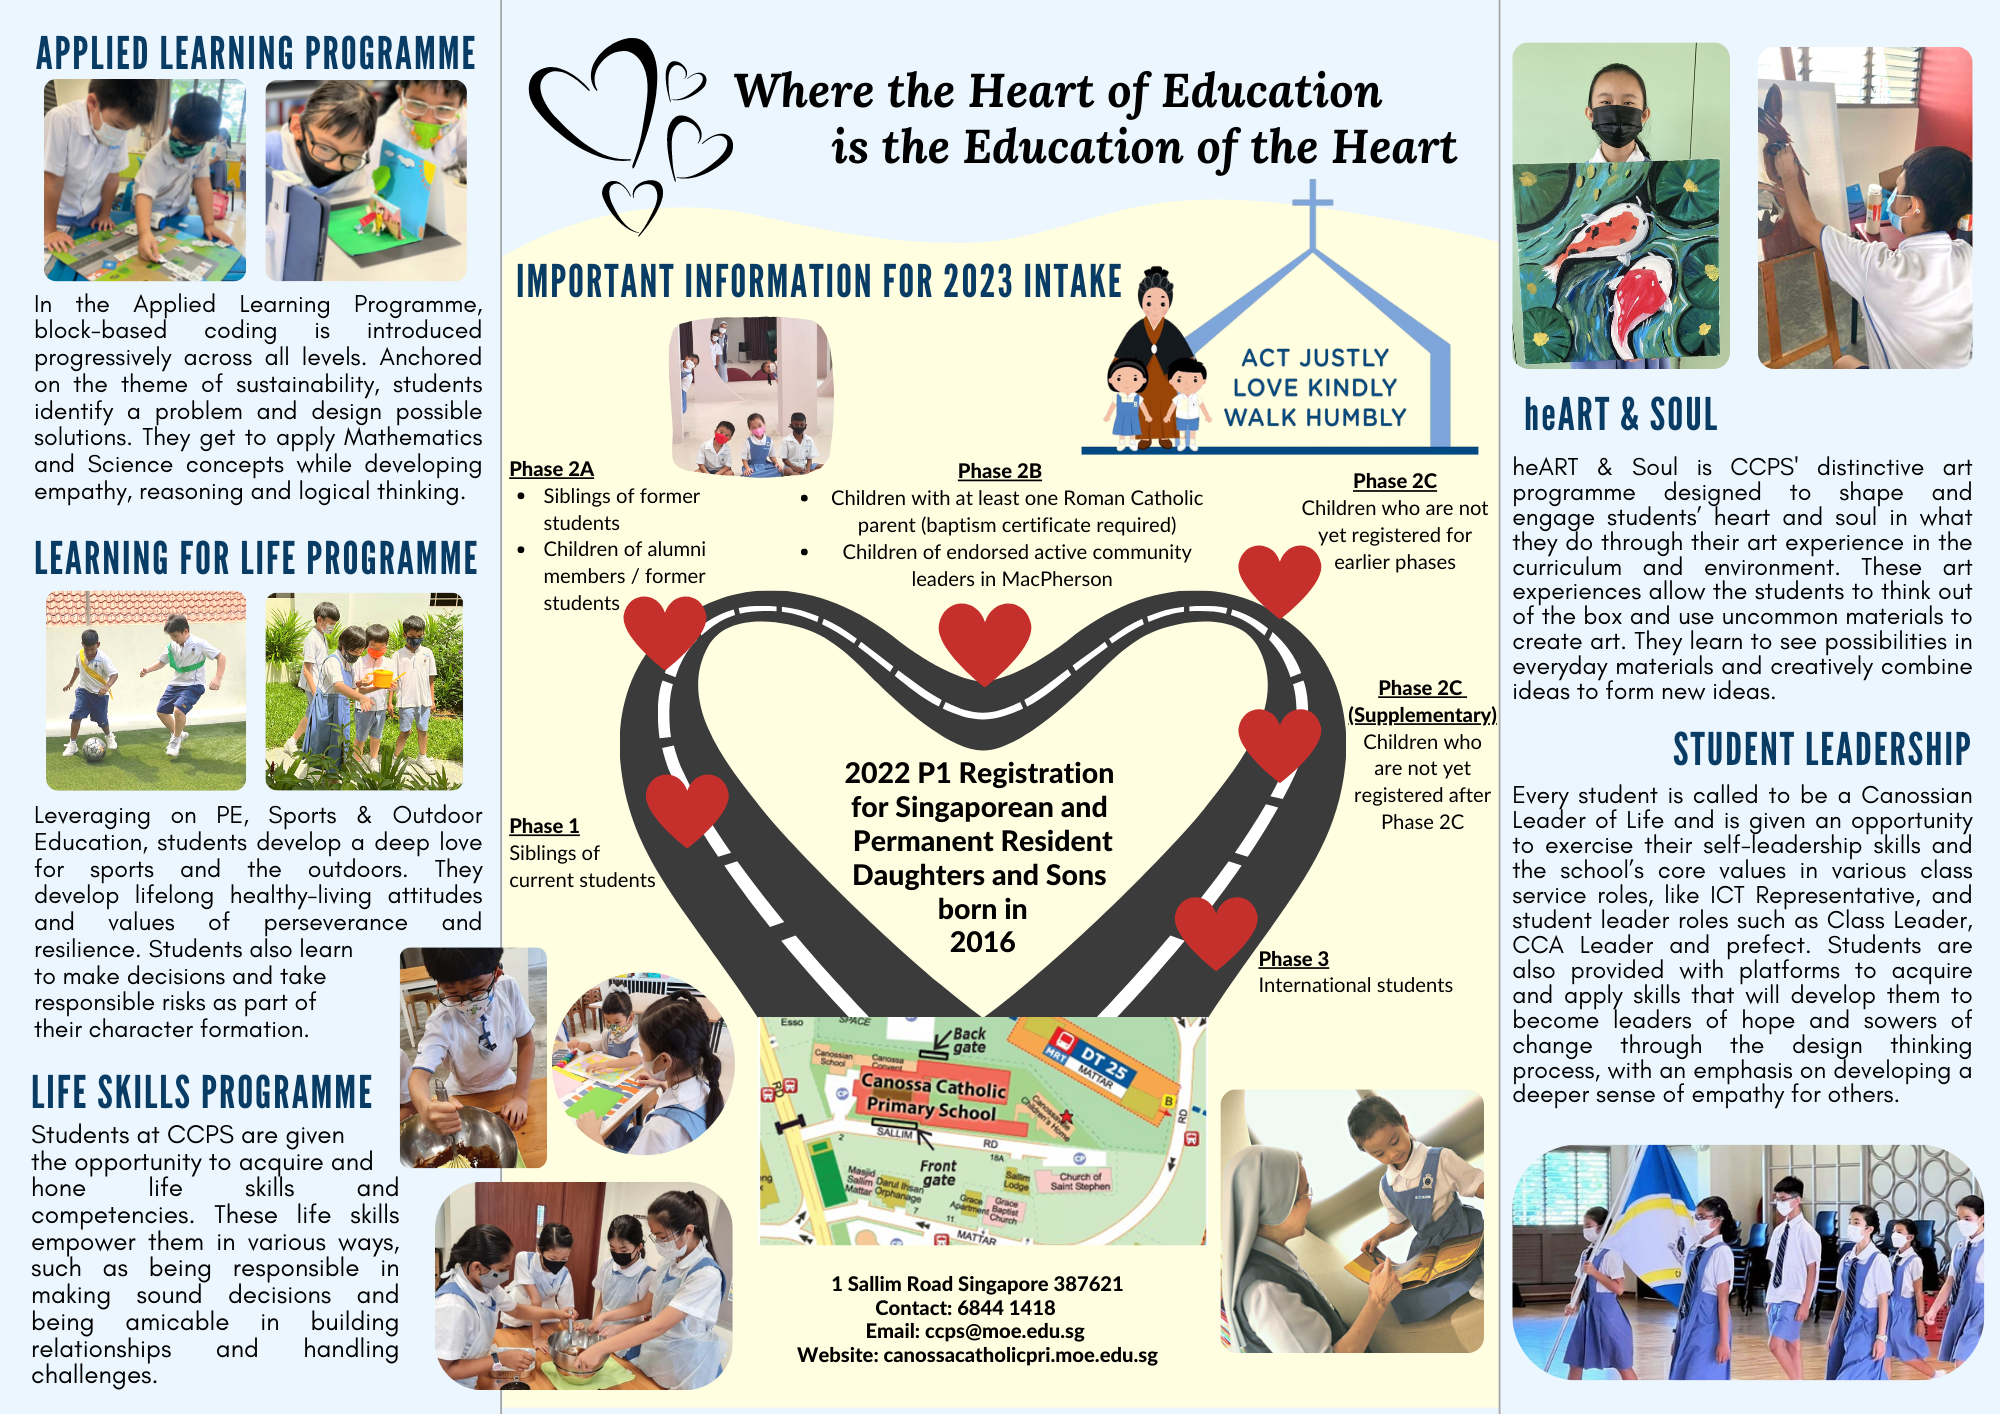 APPLIED LEARNING PROGRAMME
In the Applied Learning Programme,
block-based coding is introduced
progressively across all levels. Anchored
on the theme of sustainability, students
identify a problem and design possible
solutions. They get to apply Mathematics
and Science concepts while developing
empathy, reasoning and logical thinking.
LEARNING FOR LIFE PROGRAMME
Leveraging on PE, Sports & Outdoor
Education, students develop a deep love
for sports and the outdoors. They
develop lifelong healthy-living attitudes
and values of perseverance and
resilience. Students also learn
to make decisions and take
responsible risks as part of
their character formation.
LIFE SKILLS PROGRAMME
Students at CCPS are given
the opportunity to acquire and
hone life skills and
competencies. These life skills
empower them in various ways,
such as being responsible in
making sound decisions and
being amicable in building
relationships and handling
challenges.
Where the Heart of Education
is the Education of the Heart
IMPORTANT INFORMATION FOR 2023 INTAKE
ACT JUSTLY
LOVE KINDLY
WALK HUMBLY
Phase 2A
• Siblings of former
students
• Children of alumni
members / former
students
Phase 2B
• Children with at least one Roman Catholic
parent (baptism certificate required)
• Children of endorsed active community
leaders in MacPherson
Phase 2C
Children who are not
yet registered for
earlier phases
Phase 2C
(Supplementary)
Children who
are not yet
registered after
Phase 2C
Phase 1
Siblings of
current students
2022 P1 Registration
for Singaporean and
Permanent Resident
Daughters and Sons
born in
2016
Phase 3
International students
Esso
SPACE
CP
Back
gate
MRT
DT 25
MATTAR
Canossian
School
Canossa
Convent
Canossa Catholic
Primary School
Canossaville
Children's Home
CP
B
RD
RD
SALLIM
RD
2
18A
CP
Front
gate
Masjid
Sallim
Mattar
Darul Ihsan
Orphanage
Sallim
Lodge
Church of
Saint Stephen
Grace
Apartment
Grace
Baptist
Church
7
11
MATTAR
ng
1 Sallim Road Singapore 387621
Contact: 6844 1418
Email: ccps@moe.edu.sg
Website: canossacatholicpri.moe.edu.sg
heART & SOUL
heART & Soul is CCPS' distinctive art
programme designed to shape and
engage students’ heart and soul in what
they do through their art experience in the
curriculum and environment. These art
experiences allow the students to think out
of the box and use uncommon materials to
create art. They learn to see possibilities in
everyday materials and creatively combine
ideas to form new ideas.
STUDENT LEADERSHIP
Every student is called to be a Canossian
Leader of Life and is given an opportunity
to exercise their self-leadership skills and
the school’s core values in various class
service roles, like ICT Representative, and
student leader roles such as Class Leader,
CCA Leader and prefect. Students are
also provided with platforms to acquire
and apply skills that will develop them to
become leaders of hope and sowers of
change through the design thinking
process, with an emphasis on developing a
deeper sense of empathy for others.